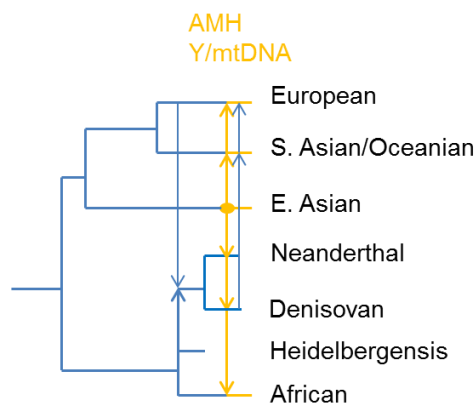 AMH
Y/mtDNA
European
S. Asian/Oceanian
E. Asian
Neanderthal
Denisovan
Heidelbergensis
African